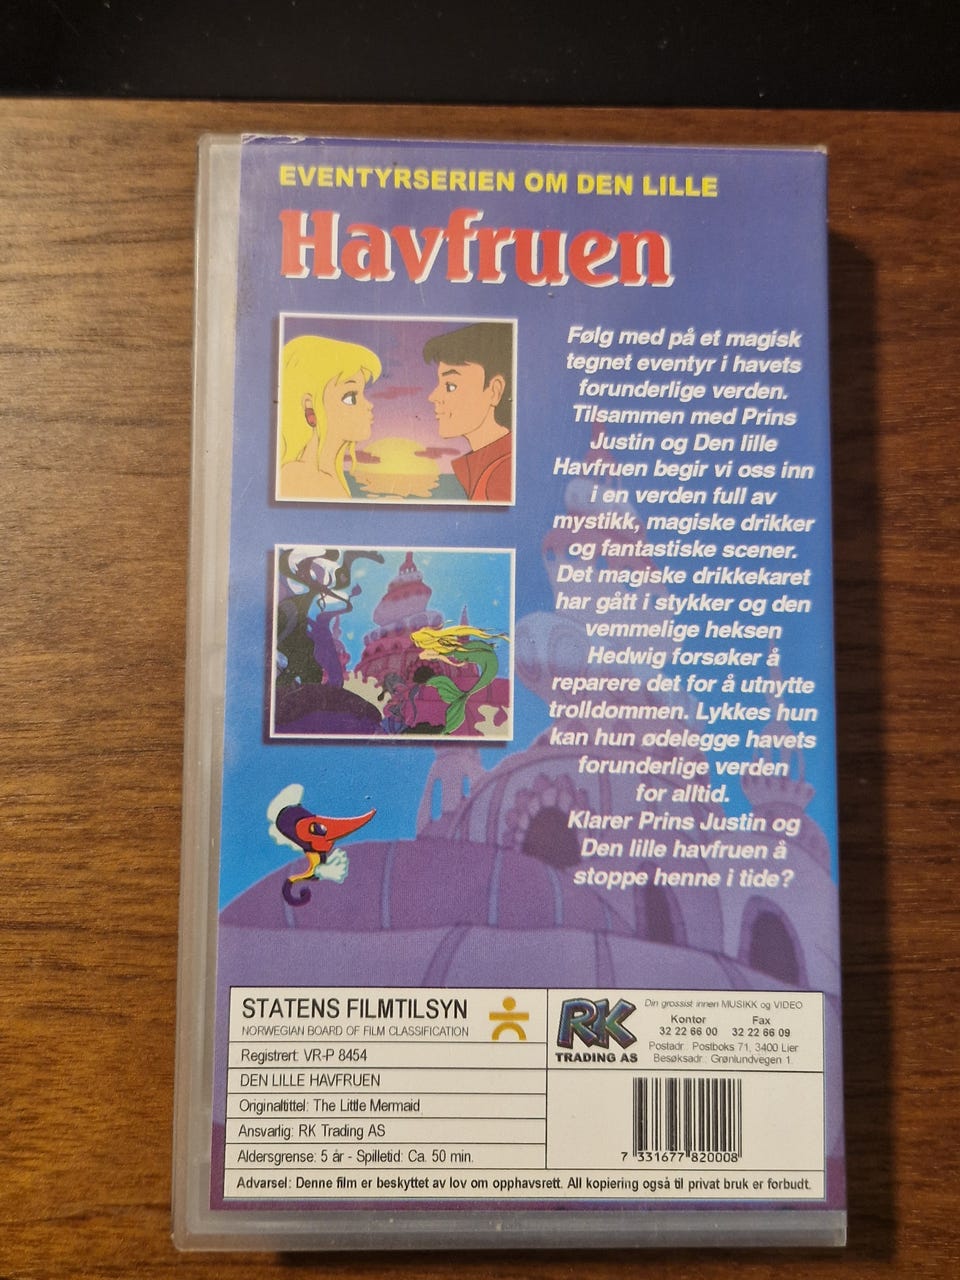 EVENTYRSERIEN OM DEN LILLE
Havfruen
Følg med på et magisk
tegnet eventyr i havets
forunderlige verden.
Tilsammen med Prins
Justin og Den lille
Havfruen begir vi oss inn
i en verden full av
mystikk, magiske drikker
og fantastiske scener.
Det magiske drikkekaret
har gått i stykker og den
vemmelige heksen
Hedwig forsøker å
reparere det for å utnytte
trolldommen. Lykkes hun
kan hun ødelegge havets
forunderlige verden
for alltid.
Klarer Prins Justin og
Den lille havfruen å
stoppe henne i tide?
STATENS FILMTILSYN
NORWEGIAN BOARD OF FILM CLASSIFICATION
Registrert: VR-P 8454
DEN LILLE HAVFRUEN
Originaltittel: The Little Mermaid
Ansvarlig: RK Trading AS
Aldersgrense: 5 år - Spilletid: Ca. 50 min.
RK
TRADING AS
Din grossist innen MUSIKK og VIDEO
Kontor Fax
32 22 66 00 32 22 66 09
Postadr.: Postboks 71, 3400 Lier
Besøksadr.: Grønlundvegen 1
7 331677 820008
Advarsel: Denne film er beskyttet av lov om opphavsrett. All kopiering også til privat bruk er forbudt.